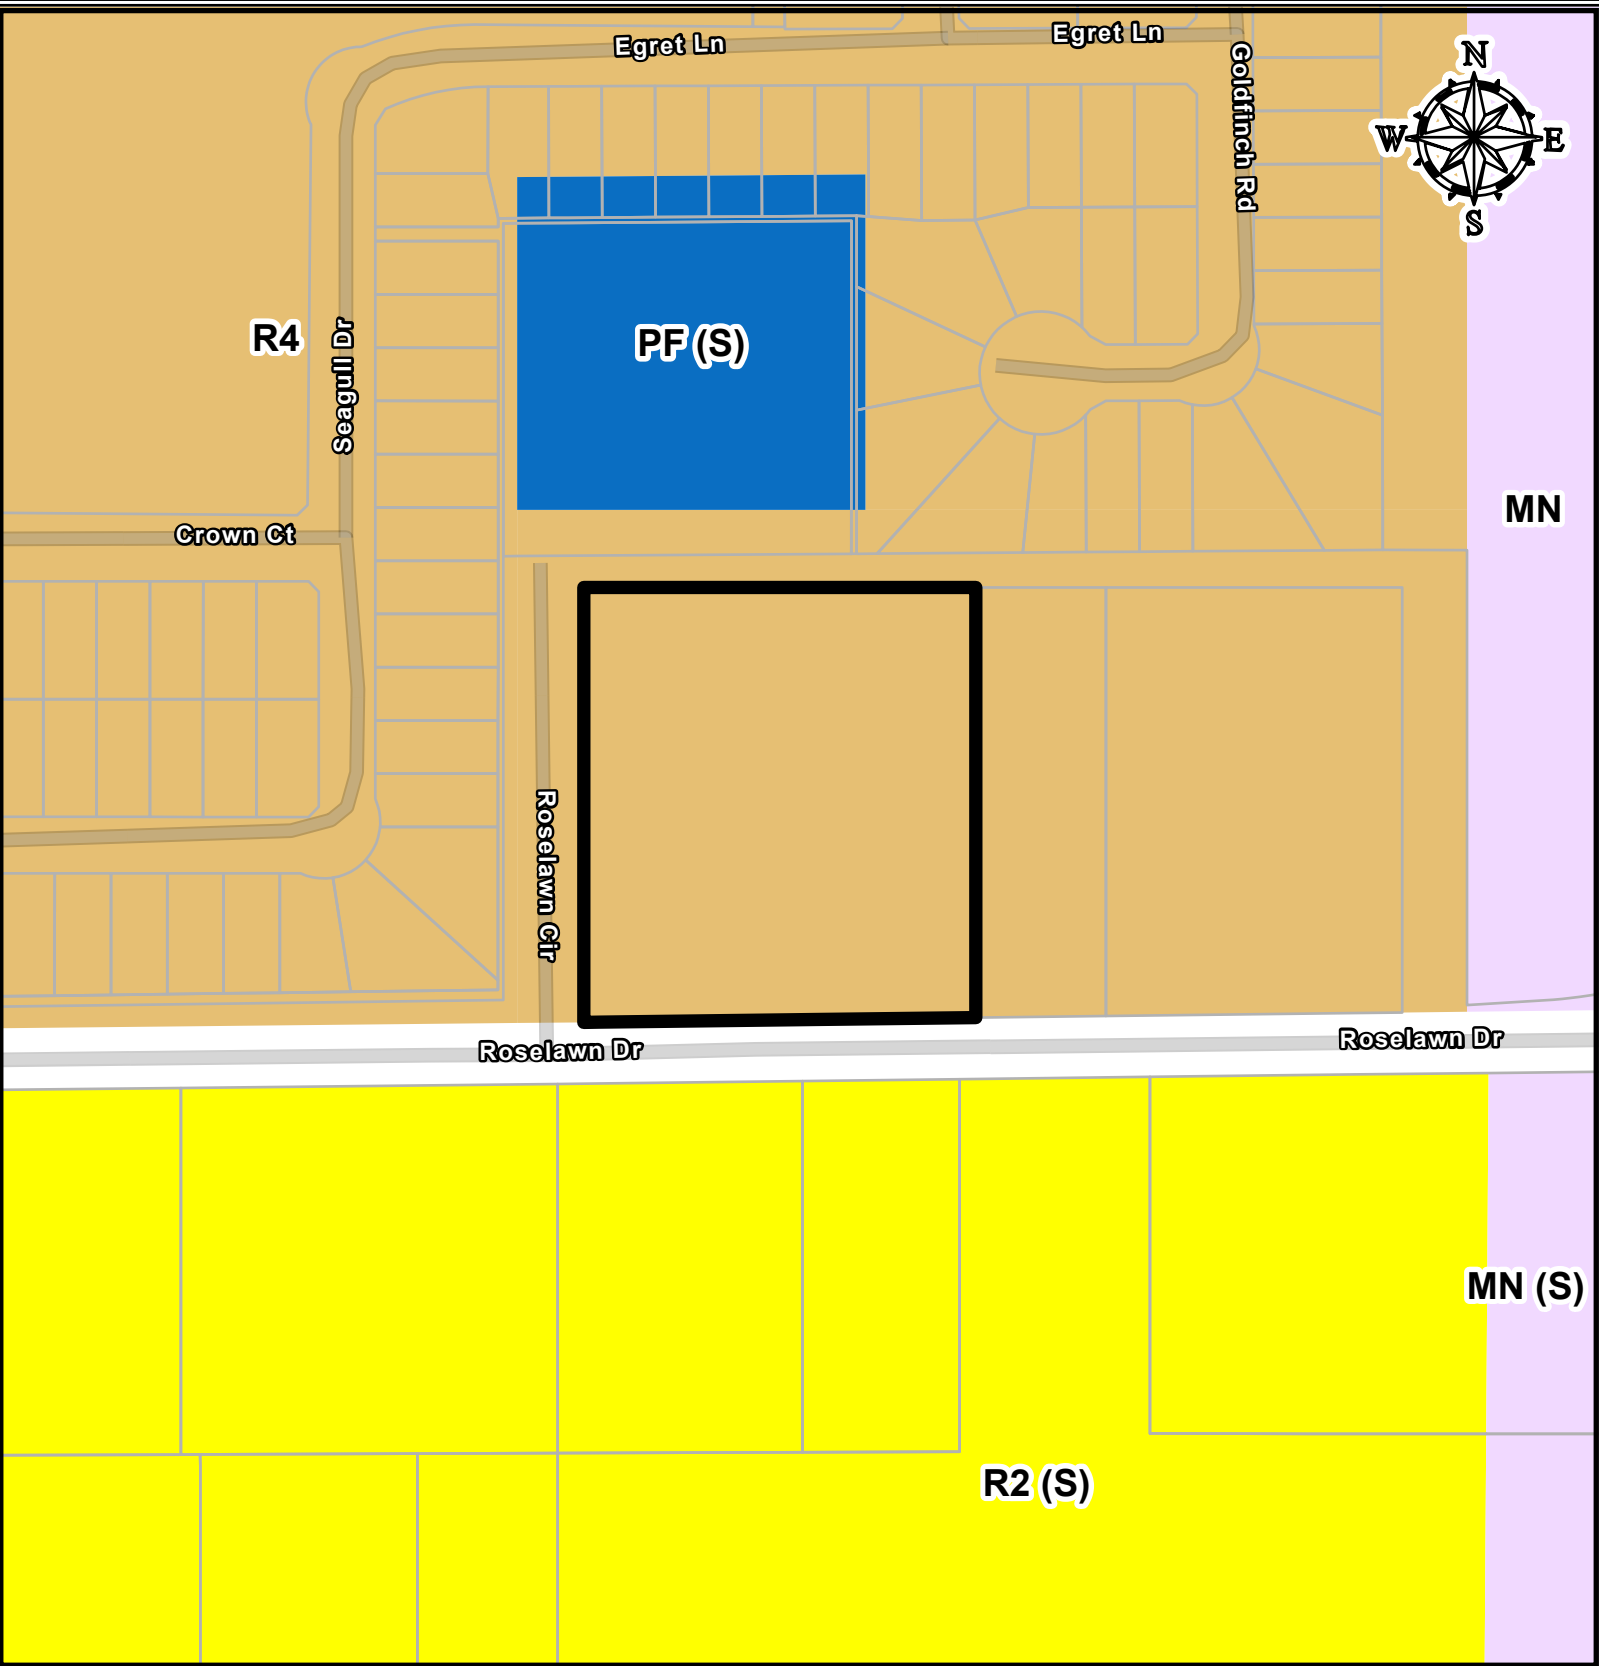 Egret Ln
Egret Ln
Goldfinch Rd
N
W
E
S
R4
Seagull Dr
PF (S)
MN
Crown Ct
Roselawn Cir
Roselawn Dr
Roselawn Dr
MN (S)
R2 (S)